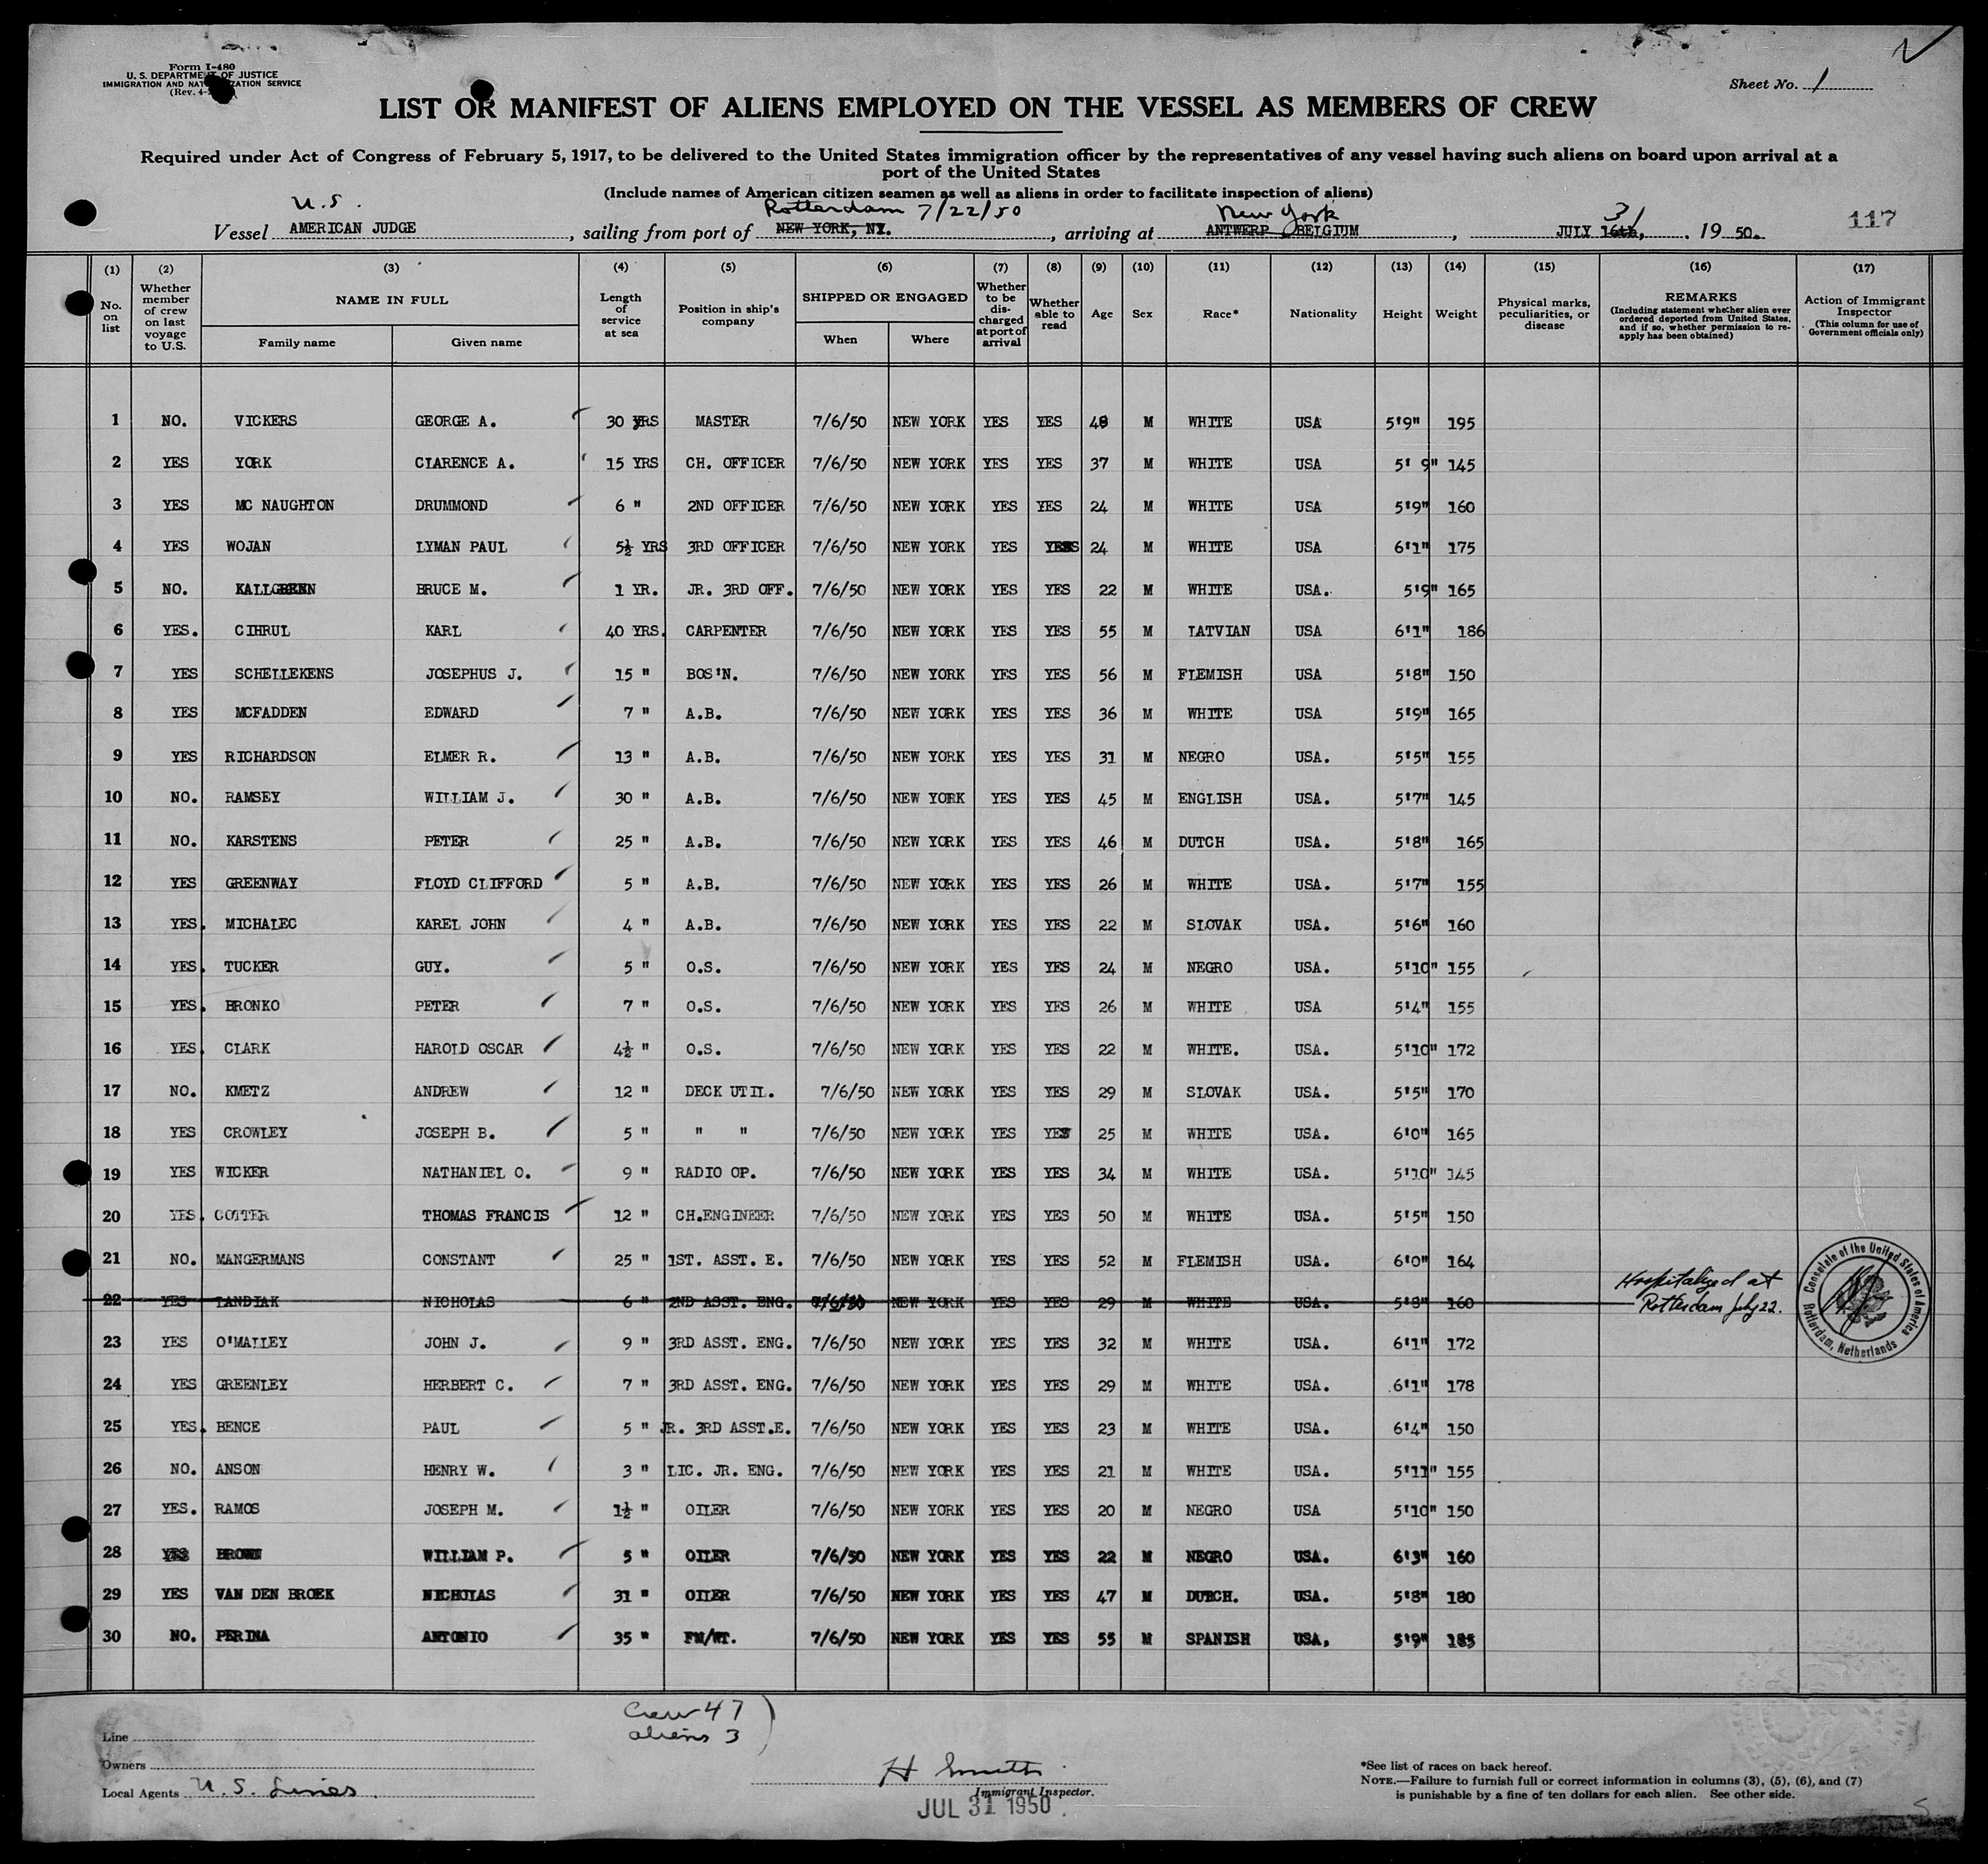 Form I-480
U. S. DEPARTMENT OF JUSTICE
IMMIGRATION AND NATURALIZATION SERVICE
(Rev. 4-
Sheet No. 1
LIST OR MANIFEST OF ALIENS EMPLOYED ON THE VESSEL AS MEMBERS OF CREW
Required under Act of Congress of February 5, 1917, to be delivered to the United States immigration officer by the representatives of any vessel having such aliens on board upon arrival at a
port of the United States
(Include names of American citizen seamen as well as aliens in order to facilitate inspection of aliens)
U.S. Rotterdam 7/22/50 New York 31
Vessel AMERICAN JUDGE, sailing from port of NEW YORK, NY., arriving at ANTWERP BELGIUM, JULY 16th, 19 50. 117
(1) (2) (3) (4) (5) (6) (7) (8) (9) (10) (11) (12) (13) (14) (15) (16) (17)
No. on list Whether member of crew on last voyage to U.S. NAME IN FULL Family name Given name Length of service at sea Position in ship's company SHIPPED OR ENGAGED When Where Whether to be discharged at port of arrival Whether able to read Age Sex Race* Nationality Height Weight Physical marks, peculiarities, or disease REMARKS (Including statement whether alien ever ordered deported from United States, and if so, whether permission to re-apply has been obtained) Action of Immigrant Inspector (This column for use of Government officials only)
1 NO. VICKERS GEORGE A. 30 YRS MASTER 7/6/50 NEW YORK YES YES 48 M WHITE USA 5'9" 195
2 YES YORK CLARENCE A. 15 YRS CH. OFFICER 7/6/50 NEW YORK YES YES 37 M WHITE USA 5' 9" 145
3 YES MC NAUGHTON DRUMMOND 6 " 2ND OFFICER 7/6/50 NEW YORK YES YES 24 M WHITE USA 5'9" 160
4 YES WOJAN LYMAN PAUL 5½ YRS 3RD OFFICER 7/6/50 NEW YORK YES YES 24 M WHITE USA 6'1" 175
5 NO. KALLGREN BRUCE M. 1 YR. JR. 3RD OFF. 7/6/50 NEW YORK YES YES 22 M WHITE USA. 5'9" 165
6 YES. CIHRUL KARL 40 YRS. CARPENTER 7/6/50 NEW YORK YES YES 55 M LATVIAN USA 6'1" 186
7 YES SCHELLEKENS JOSEPHUS J. 15 " BOS'N. 7/6/50 NEW YORK YES YES 56 M FLEMISH USA 5'8" 150
8 YES MCFADDEN EDWARD 7 " A.B. 7/6/50 NEW YORK YES YES 36 M WHITE USA 5'9" 165
9 YES RICHARDSON ELMER R. 13 " A.B. 7/6/50 NEW YORK YES YES 31 M NEGRO USA. 5'5" 155
10 NO. RAMSEY WILLIAM J. 30 " A.B. 7/6/50 NEW YORK YES YES 45 M ENGLISH USA. 5'7" 145
11 NO. KARSTENS PETER 25 " A.B. 7/6/50 NEW YORK YES YES 46 M DUTCH USA. 5'8" 165
12 YES GREENWAY FLOYD CLIFFORD 5 " A.B. 7/6/50 NEW YORK YES YES 26 M WHITE USA. 5'7" 155
13 YES. MICHALEC KAREL JOHN 4 " A.B. 7/6/50 NEW YORK YES YES 22 M SLOVAK USA. 5'6" 160
14 YES. TUCKER GUY. 5 " O.S. 7/6/50 NEW YORK YES YES 24 M NEGRO USA. 5'10" 155
15 YES. BRONKO PETER 7 " O.S. 7/6/50 NEW YORK YES YES 26 M WHITE USA 5'4" 155
16 YES. CLARK HAROLD OSCAR 4½ " O.S. 7/6/50 NEW YORK YES YES 22 M WHITE. USA. 5'10" 172
17 NO. KMETZ ANDREW 12 " DECK UTIL. 7/6/50 NEW YORK YES YES 29 M SLOVAK USA. 5'5" 170
18 YES CROWLEY JOSEPH B. 5 " " " 7/6/50 NEW YORK YES YES 25 M WHITE USA. 6'0" 165
19 YES WICKER NATHANIEL O. 9 " RADIO OP. 7/6/50 NEW YORK YES YES 34 M WHITE USA. 5'10" 145
20 YES. COTTER THOMAS FRANCIS 12 " CH.ENGINEER 7/6/50 NEW YORK YES YES 50 M WHITE USA. 5'5" 150
21 NO. MANGERMANS CONSTANT 25 " 1ST. ASST. E. 7/6/50 NEW YORK YES YES 52 M FLEMISH USA. 6'0" 164
22 YES LANDIAK NICHOLAS 6 " 2ND ASST. ENG. 7/6/50 NEW YORK YES YES 29 M WHITE USA. 5'8" 160 Hospitalized at Rotterdam July 22.
Consulate of the United States of America Rotterdam, Netherlands
23 YES O'MALLEY JOHN J. 9 " 3RD ASST. ENG. 7/6/50 NEW YORK YES YES 32 M WHITE USA. 6'1" 172
24 YES GREENLEY HERBERT C. 7 " 3RD ASST. ENG. 7/6/50 NEW YORK YES YES 29 M WHITE USA. 6'1" 178
25 YES. BENCE PAUL 5 " JR. 3RD ASST.E. 7/6/50 NEW YORK YES YES 23 M WHITE USA. 6'4" 150
26 NO. ANSON HENRY W. 3 " LIC. JR. ENG. 7/6/50 NEW YORK YES YES 21 M WHITE USA. 5'11" 155
27 YES. RAMOS JOSEPH M. 1½ " OILER 7/6/50 NEW YORK YES YES 20 M NEGRO USA 5'10" 150
28 YES BROWN WILLIAM P. 5 " OILER 7/6/50 NEW YORK YES YES 22 M NEGRO USA. 6'3" 160
29 YES VAN DEN BROEK NICHOLAS 31 " OILER 7/6/50 NEW YORK YES YES 47 M DUTCH. USA. 5'8" 180
30 NO. PERINA ANTONIO 35 " FM/WT. 7/6/50 NEW YORK YES YES 55 M SPANISH USA, 5'9" 185
Crew 47
aliens 3
Line
Owners
Local Agents U.S. Lines
H Smith
Immigrant Inspector.
JUL 31 1950
*See list of races on back hereof.
NOTE.—Failure to furnish full or correct information in columns (3), (5), (6), and (7)
is punishable by a fine of ten dollars for each alien. See other side.